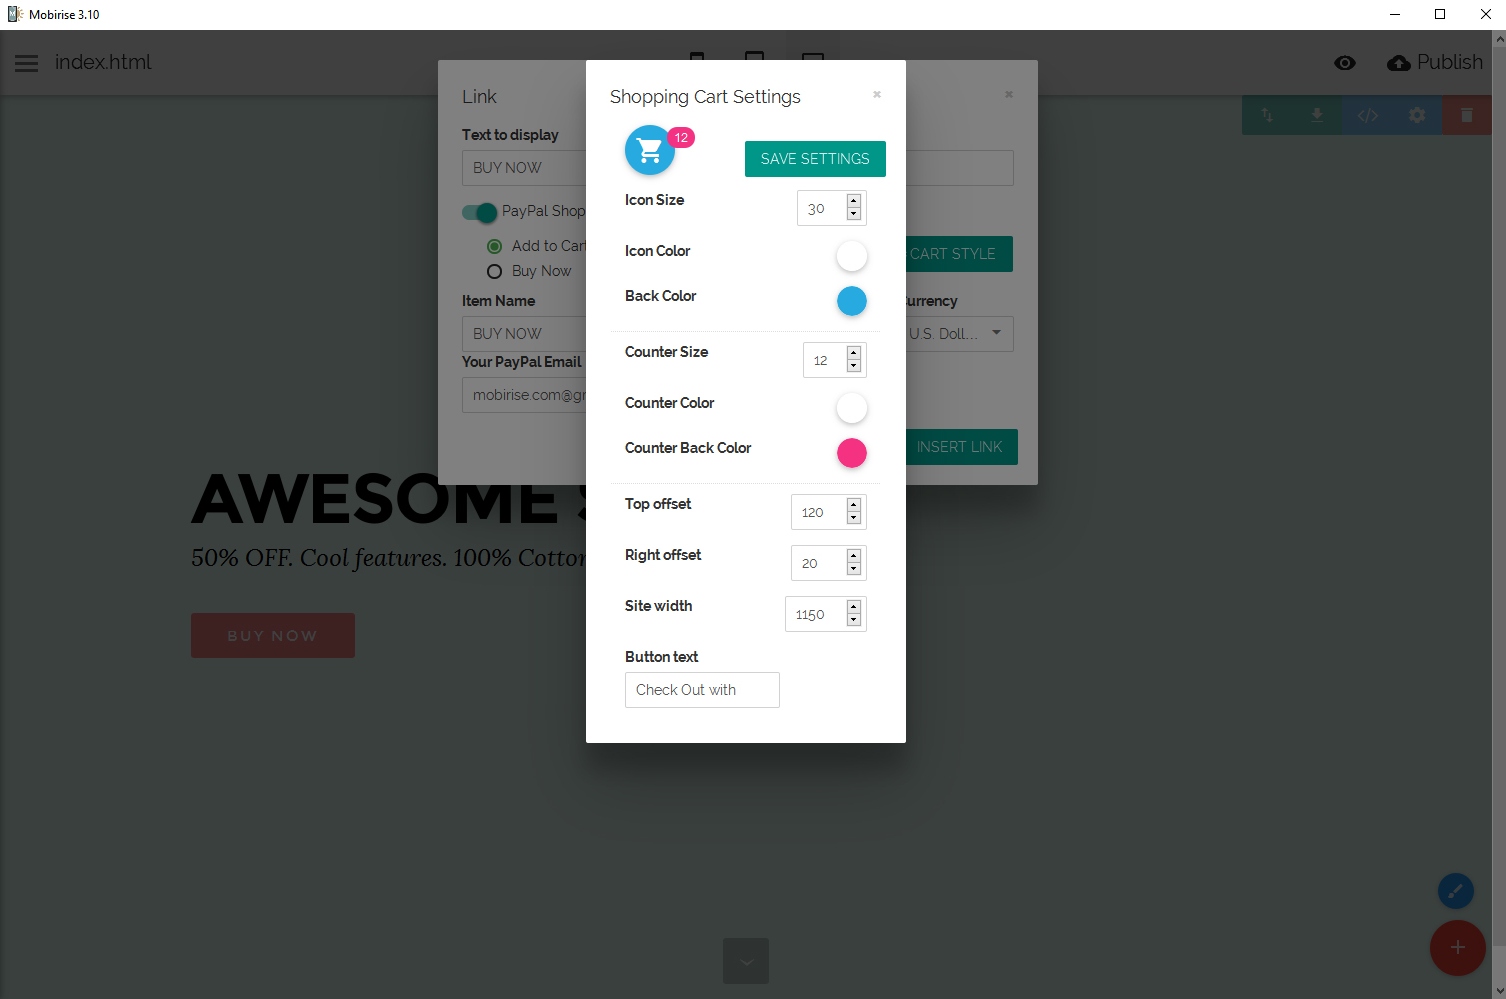 Mobirise 3.10
index.html
Publish
Link
Text to display
BUY NOW
PayPal Shop
Add to Cart
Buy Now
CART STYLE
Item Name
Currency
BUY NOW
U.S. Doll...
Your PayPal Email
mobirise.com@g
INSERT LINK
Shopping Cart Settings
12
SAVE SETTINGS
Icon Size
30
Icon Color
Back Color
Counter Size
12
Counter Color
Counter Back Color
Top offset
120
Right offset
20
Site width
1150
Button text
Check Out with
AWESOME
50% OFF. Cool features. 100% Cotton
BUY NOW